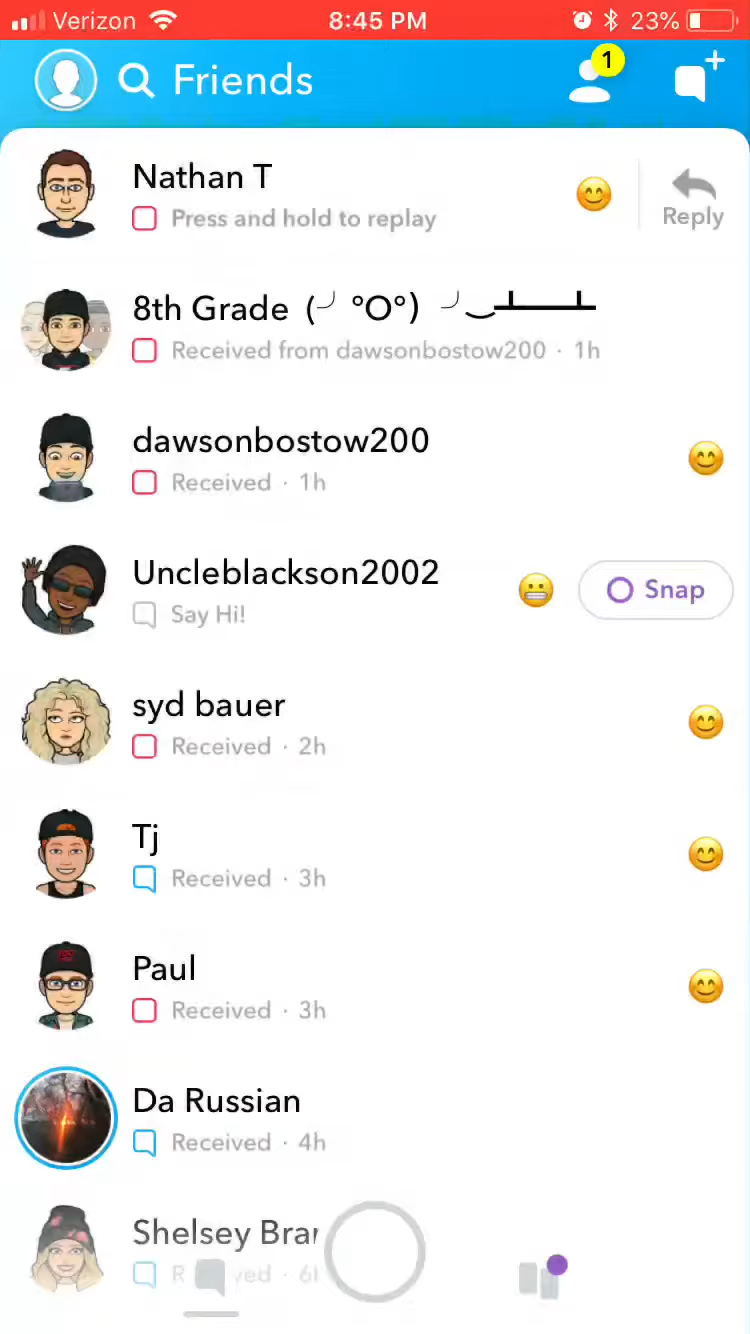 Verizon 8:45 PM 23%
Friends 1
Nathan T
Press and hold to replay
Reply
8th Grade (╯°O°)╯‿┻━┻
Received from dawsonbostow200 · 1h
dawsonbostow200
Received · 1h
Uncleblackson2002
Say Hi!
Snap
syd bauer
Received · 2h
Tj
Received · 3h
Paul
Received · 3h
Da Russian
Received · 4h
Shelsey